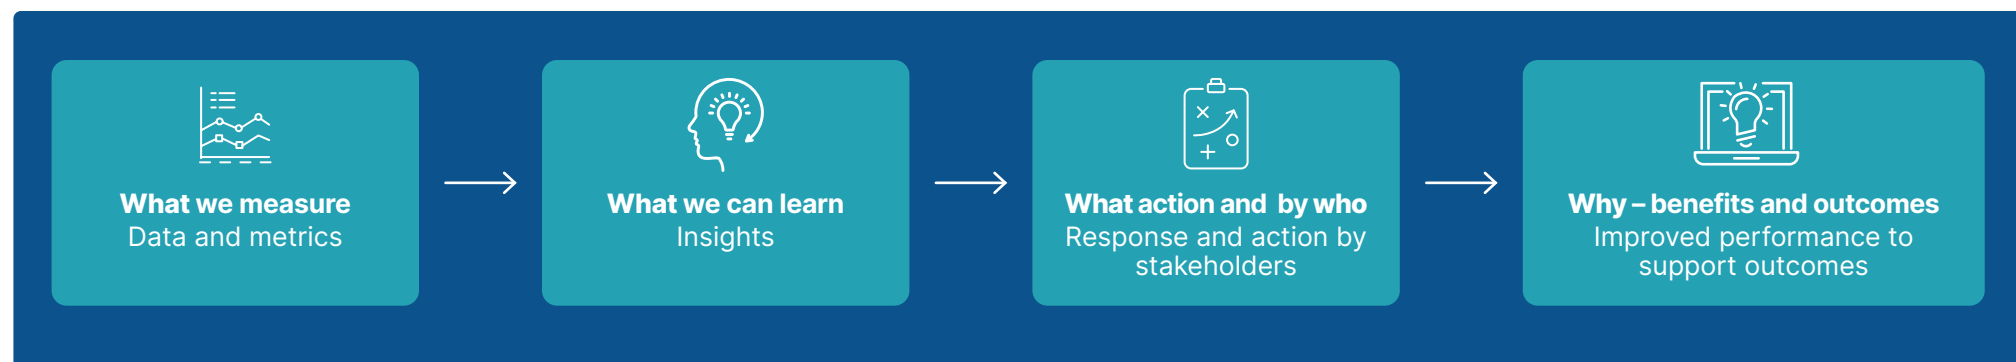 What we measure
Data and metrics
What we can learn
Insights
What action and by who
Response and action by
stakeholders
Why – benefits and outcomes
Improved performance to
support outcomes